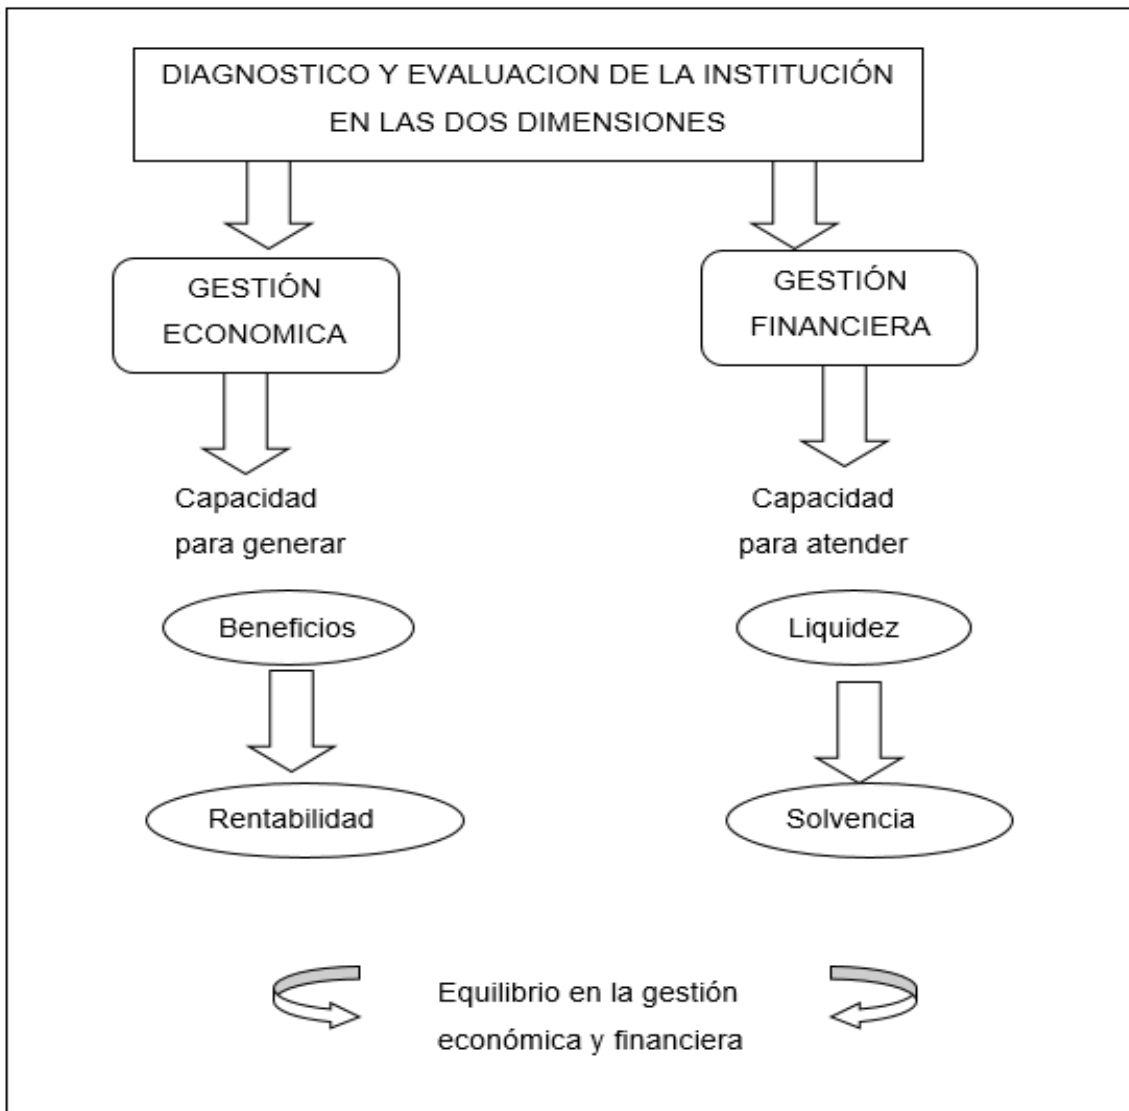 DIAGNOSTICO Y EVALUACION DE LA INSTITUCIÓN
EN LAS DOS DIMENSIONES
GESTIÓN
ECONOMICA
GESTIÓN
FINANCIERA
Capacidad
para generar
Capacidad
para atender
Beneficios
Liquidez
Rentabilidad
Solvencia
Equilibrio en la gestión
económica y financiera